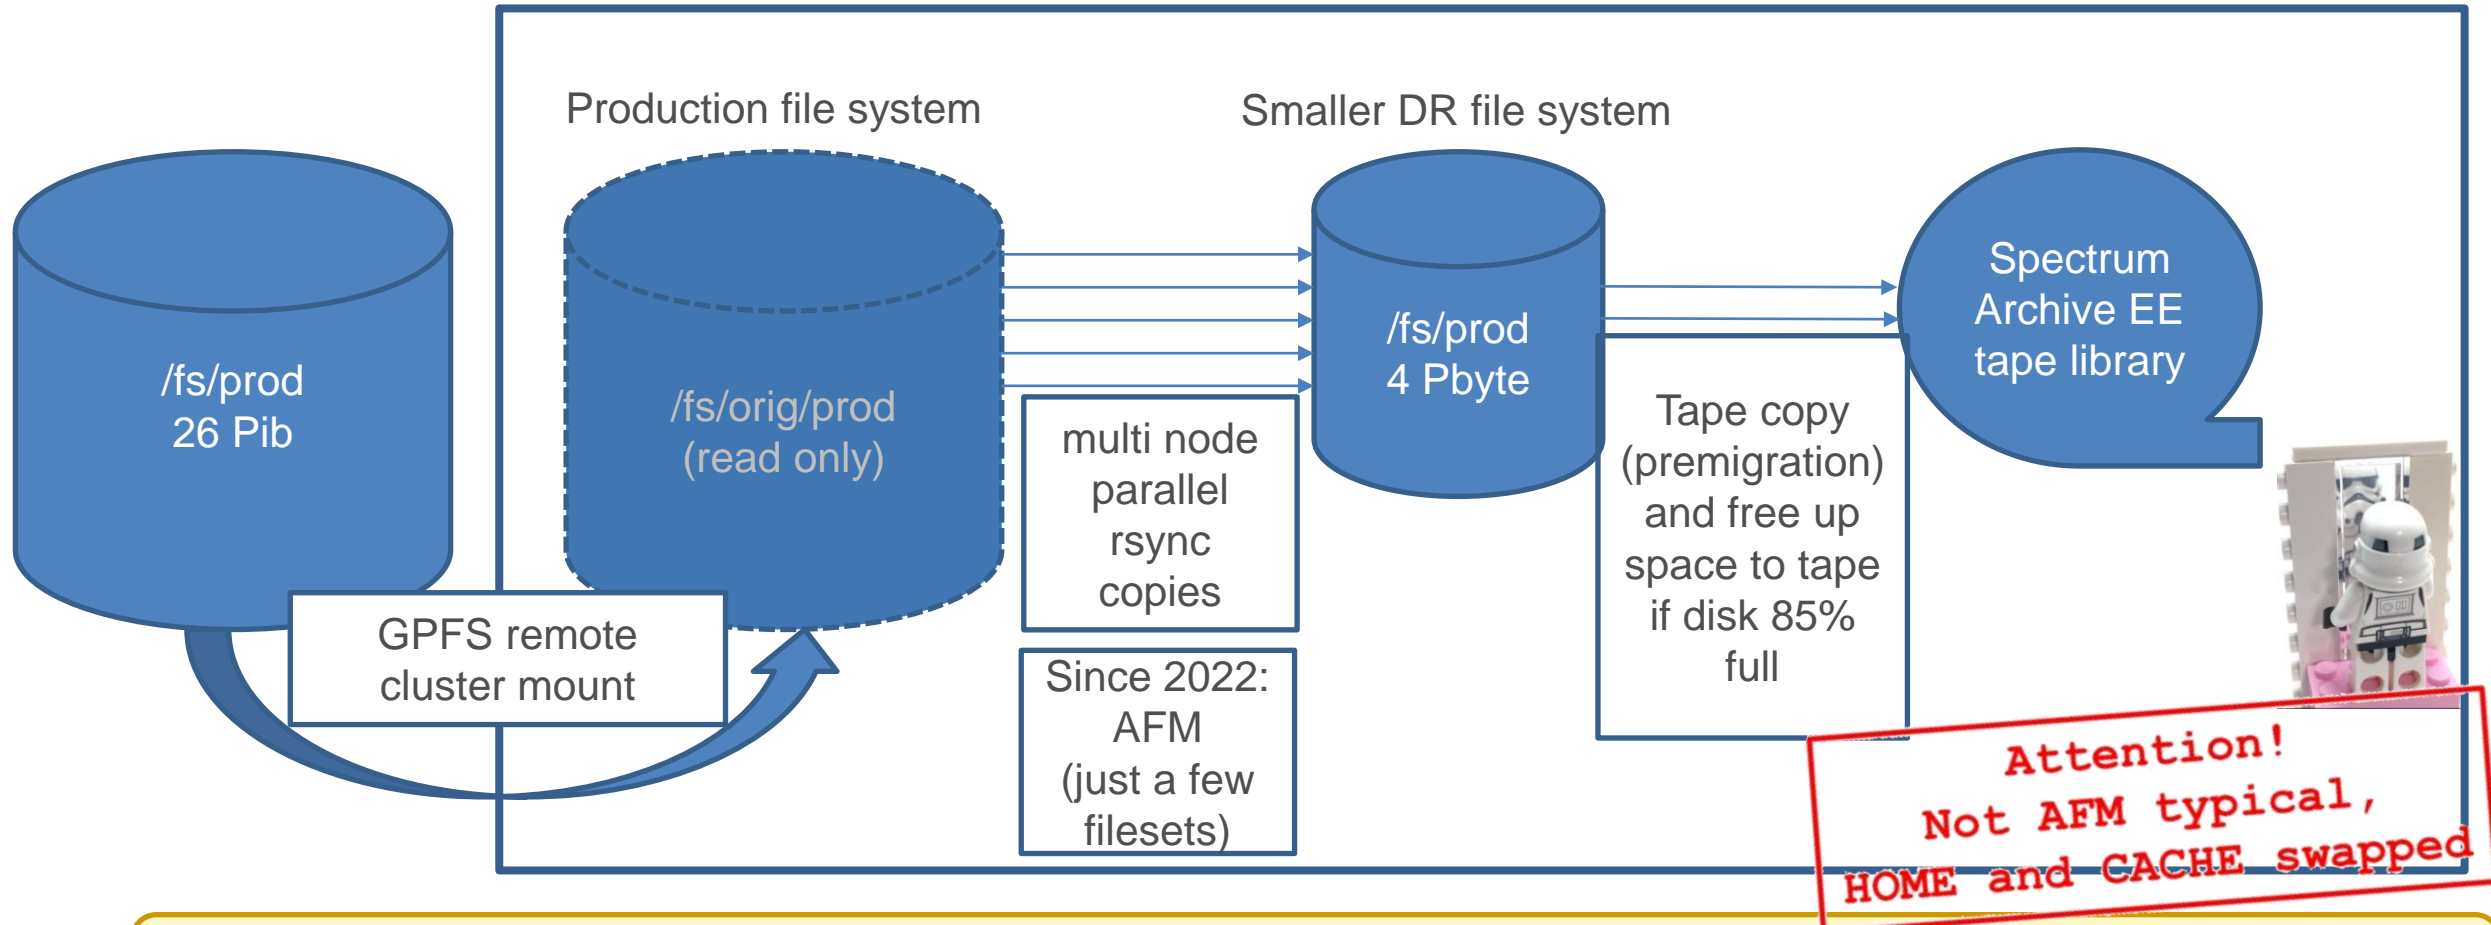 Production file system
Smaller DR file system
/fs/prod
26 Pib
/fs/orig/prod
(read only)
GPFS remote
cluster mount
multi node
parallel
rsync
copies
Since 2022:
AFM
(just a few
filesets)
/fs/prod
4 Pbyte
Tape copy
(premigration)
and free up
space to tape
if disk 85%
full
Spectrum
Archive EE
tape library
Attention!
Not AFM typical,
HOME and CACHE swapped